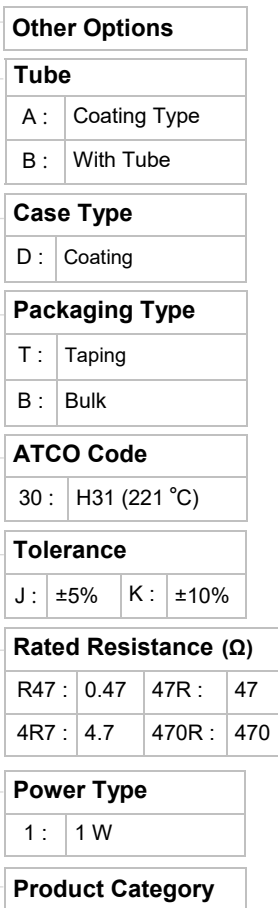 Other Options
Tube
A : Coating Type
B : With Tube
Case Type
D : Coating
Packaging Type
T : Taping
B : Bulk
ATCO Code
30 : H31 (221 ℃)
Tolerance
J : ±5% K : ±10%
Rated Resistance (Ω)
R47 : 0.47 47R : 47
4R7 : 4.7 470R : 470
Power Type
1 : 1 W
Product Category